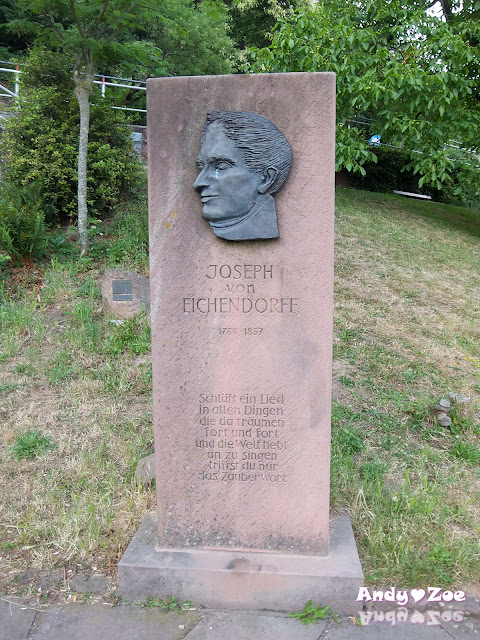 JOSEPH
von
EICHENDORFF
1788-1857
Schläft ein Lied
in allen Dingen
die da träumen
fort und fort
und die Welt hebt
an zu singen
triffst du nur
das Zauberwort
Andy♥Zoe